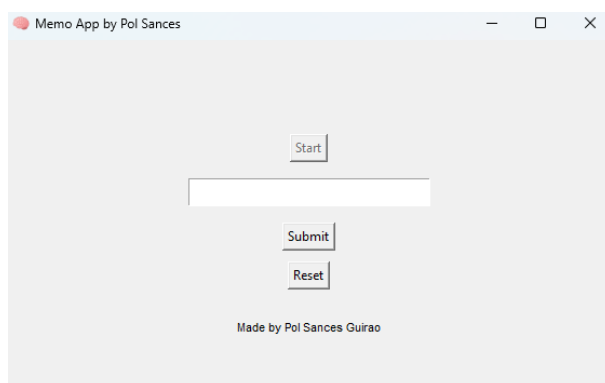 Memo App by Pol Sances
Start
Submit
Reset
Made by Pol Sances Guirao